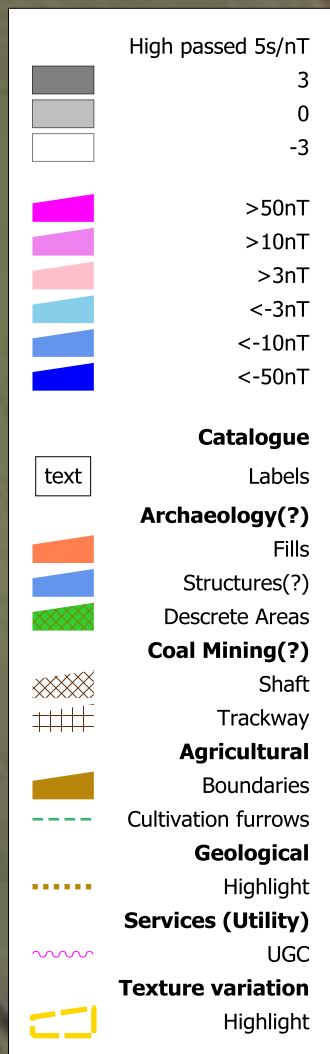 High passed 5s/nT
3
0
-3
>50nT
>10nT
>3nT
<-3nT
<-10nT
<-50nT
Catalogue
text Labels
Archaeology(?)
Fills
Structures(?)
Descrete Areas
Coal Mining(?)
Shaft
Trackway
Agricultural
Boundaries
Cultivation furrows
Geological
Highlight
Services (Utility)
UGC
Texture variation
Highlight